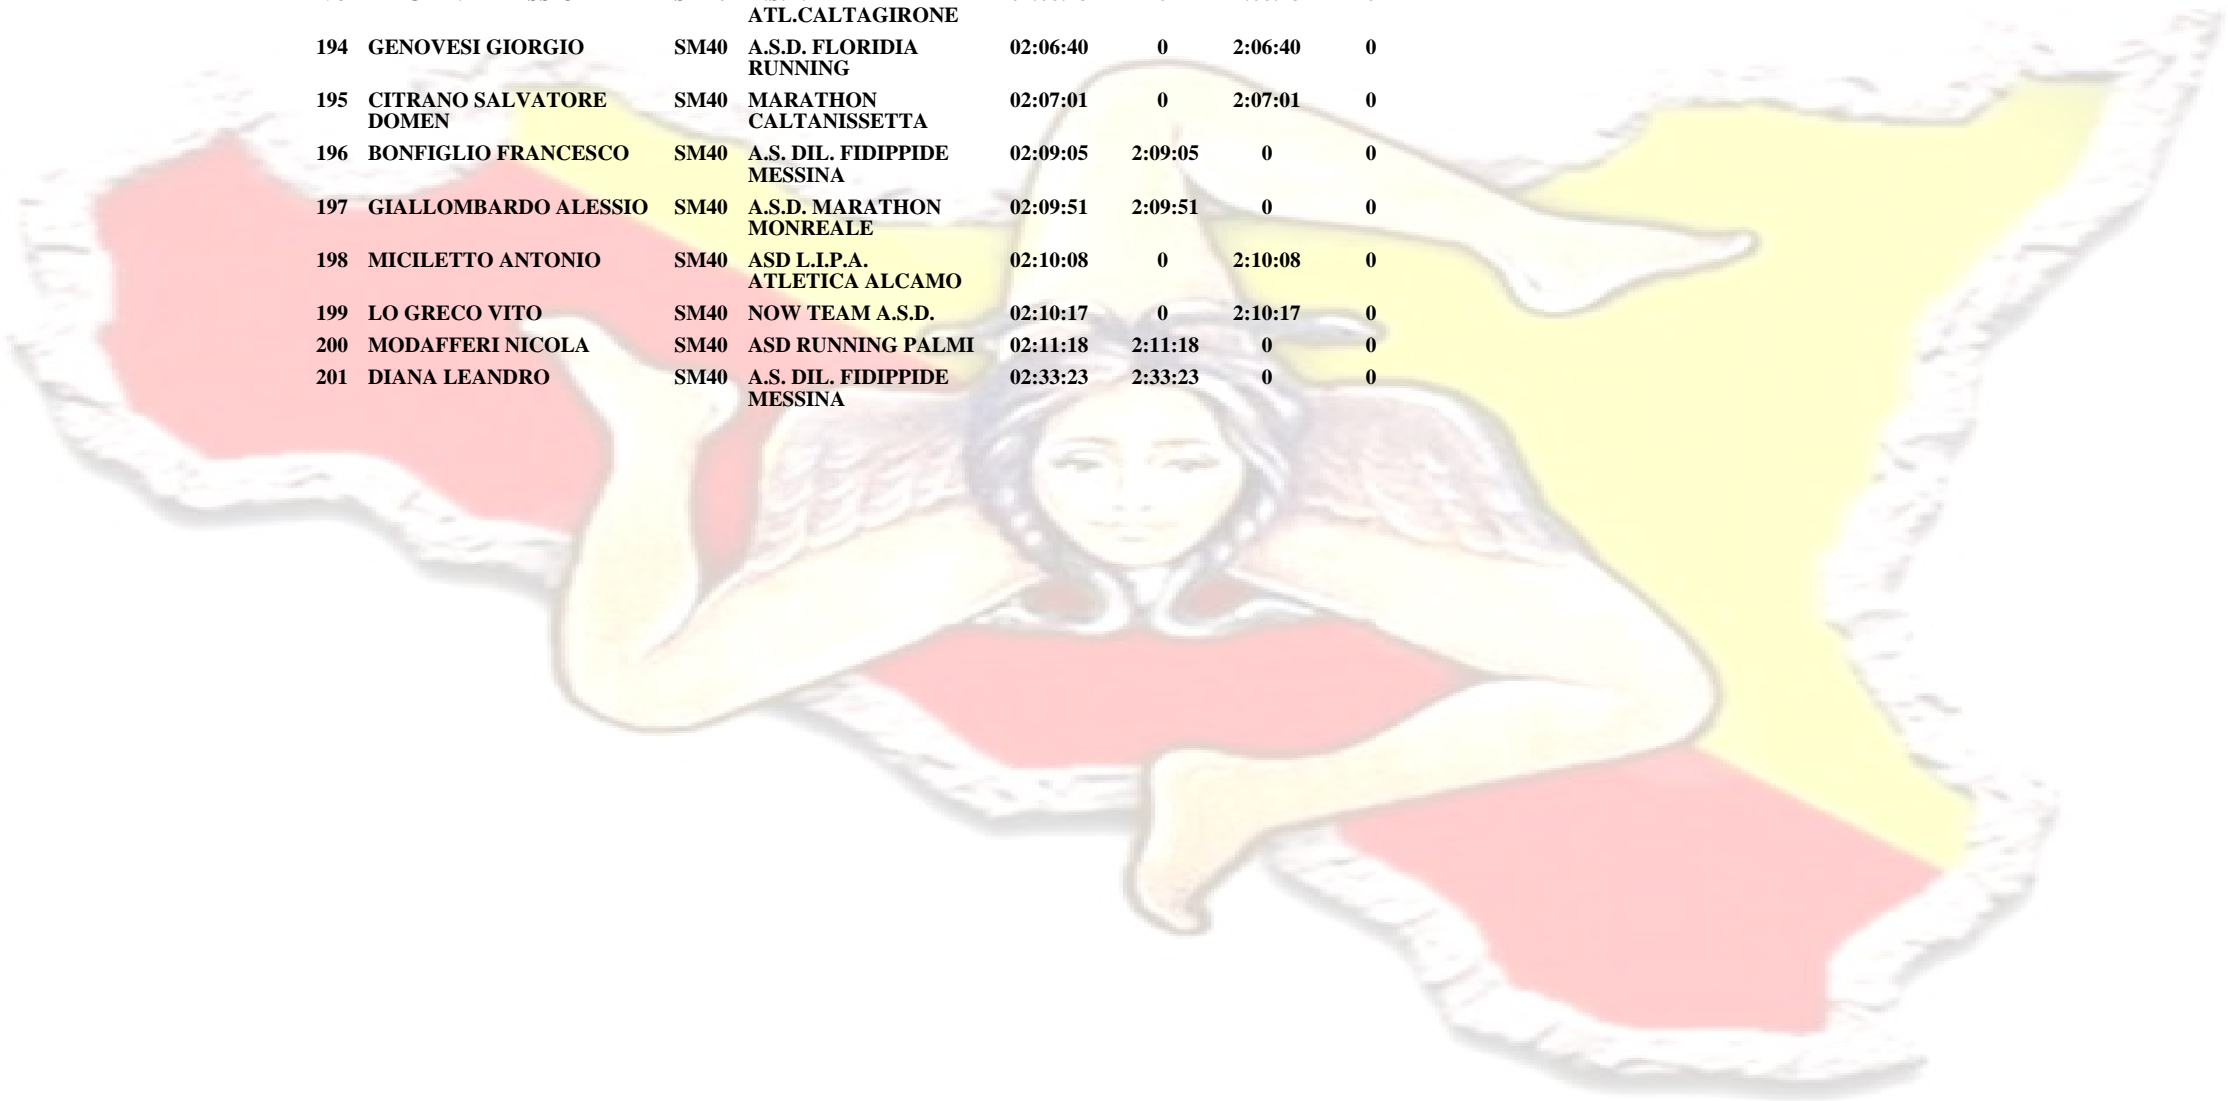 ATL.CALTAGIRONE
194 GENOVESI GIORGIO SM40 A.S.D. FLORIDIA 02:06:40 0 2:06:40 0
RUNNING
195 CITRANO SALVATORE SM40 MARATHON 02:07:01 0 2:07:01 0
DOMEN CALTANISSETTA
196 BONFIGLIO FRANCESCO SM40 A.S. DIL. FIDIPPIDE 02:09:05 2:09:05 0 0
MESSINA
197 GIALLOMBARDO ALESSIO SM40 A.S.D. MARATHON 02:09:51 2:09:51 0 0
MONREALE
198 MICILETTO ANTONIO SM40 ASD L.I.P.A. 02:10:08 0 2:10:08 0
ATLETICA ALCAMO
199 LO GRECO VITO SM40 NOW TEAM A.S.D. 02:10:17 0 2:10:17 0
200 MODAFFERI NICOLA SM40 ASD RUNNING PALMI 02:11:18 2:11:18 0 0
201 DIANA LEANDRO SM40 A.S. DIL. FIDIPPIDE 02:33:23 2:33:23 0 0
MESSINA